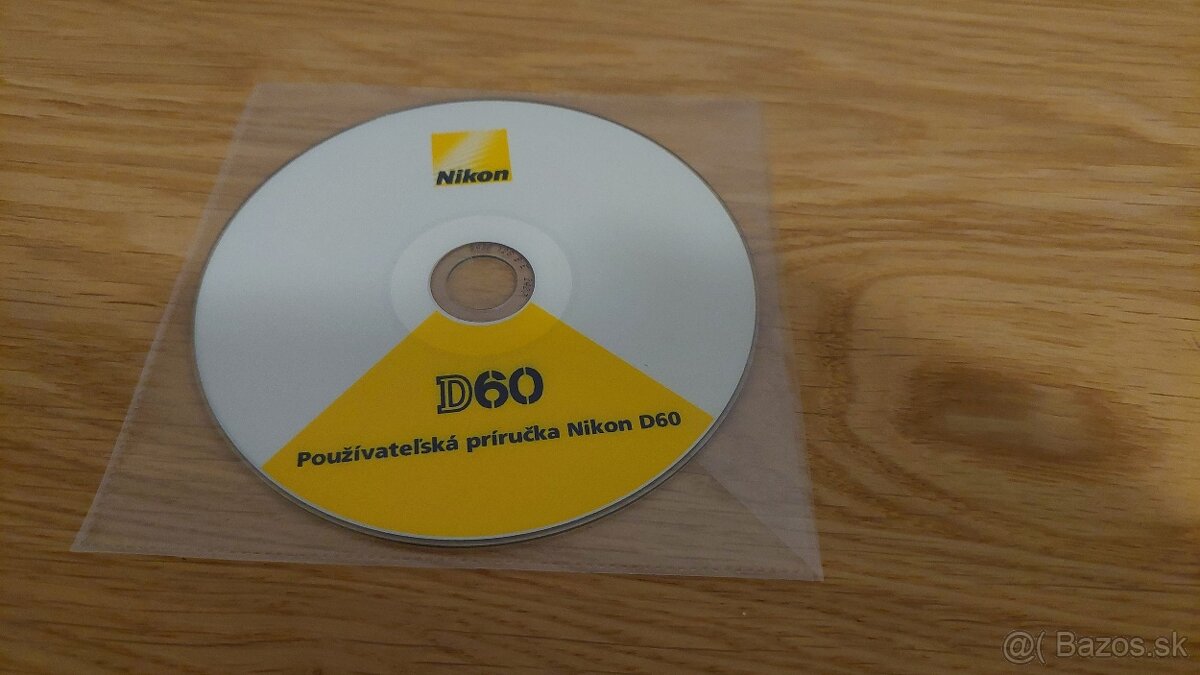 Nikon
D60
Používateľská príručka Nikon D60
@( Bazos.sk